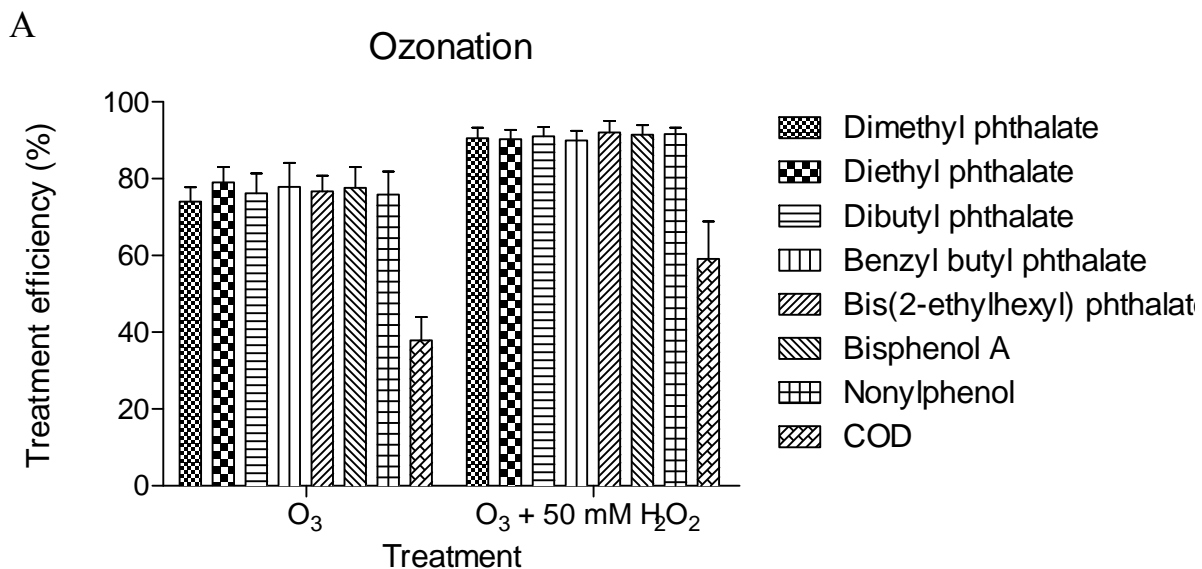 A
Ozonation
Treatment efficiency (%)
100
80
60
40
20
0
O₃
O₃ + 50 mM H₂O₂
Treatment
Dimethyl phthalate
Diethyl phthalate
Dibutyl phthalate
Benzyl butyl phthalate
Bis(2-ethylhexyl) phthalate
Bisphenol A
Nonylphenol
COD